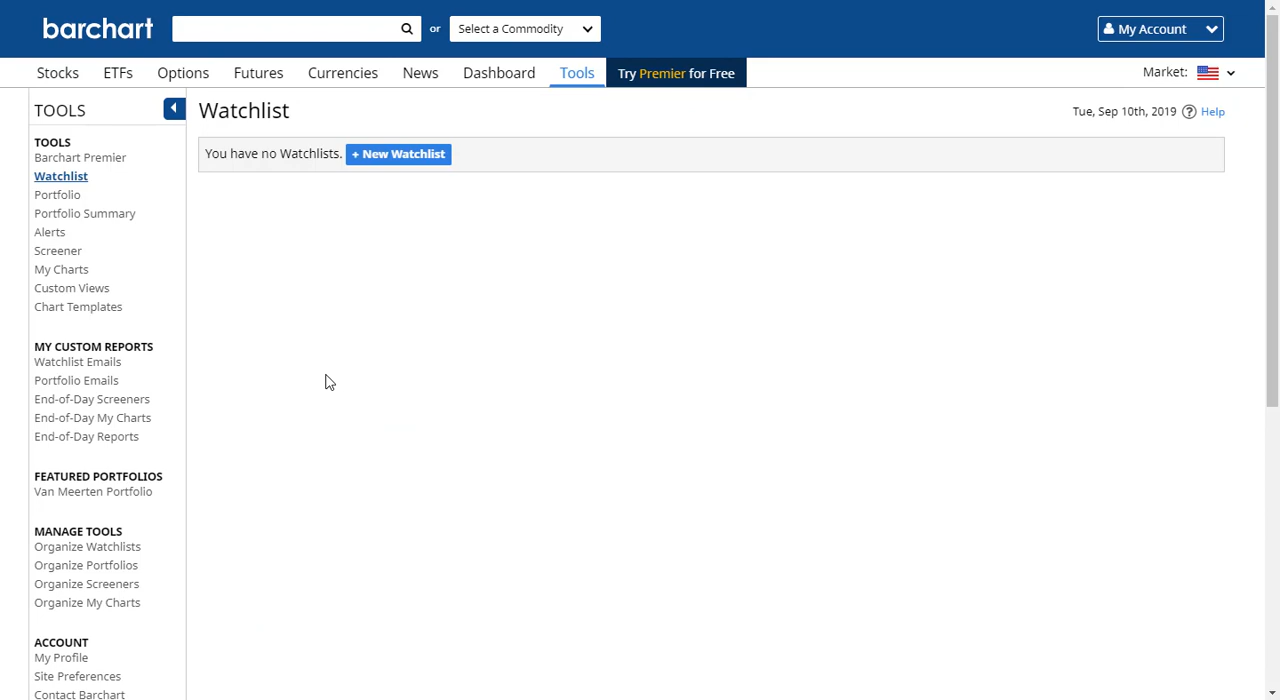 barchart
or
Select a Commodity
My Account
Stocks ETFs Options Futures Currencies News Dashboard Tools Try Premier for Free
Market:
TOOLS
Watchlist
Tue, Sep 10th, 2019 ? Help
You have no Watchlists. + New Watchlist
TOOLS
Barchart Premier
Watchlist
Portfolio
Portfolio Summary
Alerts
Screener
My Charts
Custom Views
Chart Templates
MY CUSTOM REPORTS
Watchlist Emails
Portfolio Emails
End-of-Day Screeners
End-of-Day My Charts
End-of-Day Reports
FEATURED PORTFOLIOS
Van Meerten Portfolio
MANAGE TOOLS
Organize Watchlists
Organize Portfolios
Organize Screeners
Organize My Charts
ACCOUNT
My Profile
Site Preferences
Contact Barchart